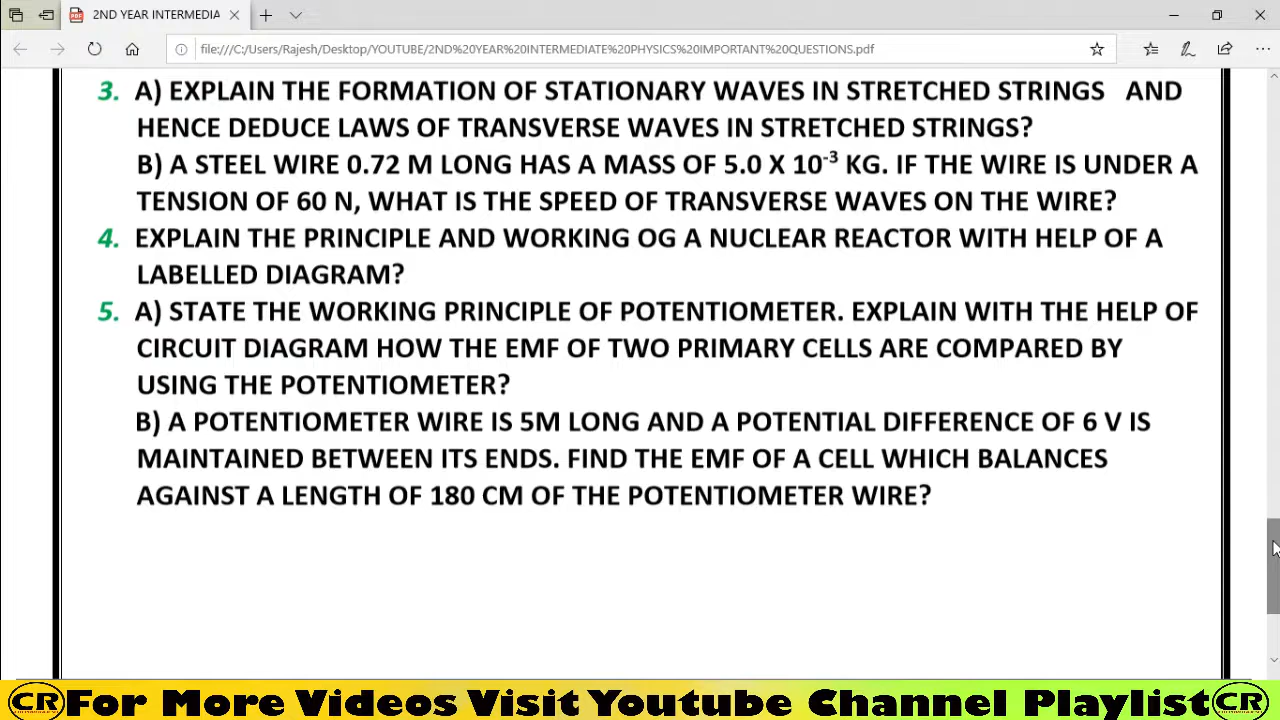 2ND YEAR INTERMEDIA
file:///C:/Users/Rajesh/Desktop/YOUTUBE/2ND%20YEAR%20INTERMEDIATE%20PHYSICS%20IMPORTANT%20QUESTIONS.pdf
3. A) EXPLAIN THE FORMATION OF STATIONARY WAVES IN STRETCHED STRINGS AND
HENCE DEDUCE LAWS OF TRANSVERSE WAVES IN STRETCHED STRINGS?
B) A STEEL WIRE 0.72 M LONG HAS A MASS OF 5.0 X 10⁻³ KG. IF THE WIRE IS UNDER A
TENSION OF 60 N, WHAT IS THE SPEED OF TRANSVERSE WAVES ON THE WIRE?
4. EXPLAIN THE PRINCIPLE AND WORKING OG A NUCLEAR REACTOR WITH HELP OF A
LABELLED DIAGRAM?
5. A) STATE THE WORKING PRINCIPLE OF POTENTIOMETER. EXPLAIN WITH THE HELP OF
CIRCUIT DIAGRAM HOW THE EMF OF TWO PRIMARY CELLS ARE COMPARED BY
USING THE POTENTIOMETER?
B) A POTENTIOMETER WIRE IS 5M LONG AND A POTENTIAL DIFFERENCE OF 6 V IS
MAINTAINED BETWEEN ITS ENDS. FIND THE EMF OF A CELL WHICH BALANCES
AGAINST A LENGTH OF 180 CM OF THE POTENTIOMETER WIRE?
CR For More Videos Visit Youtube Channel Playlist CR